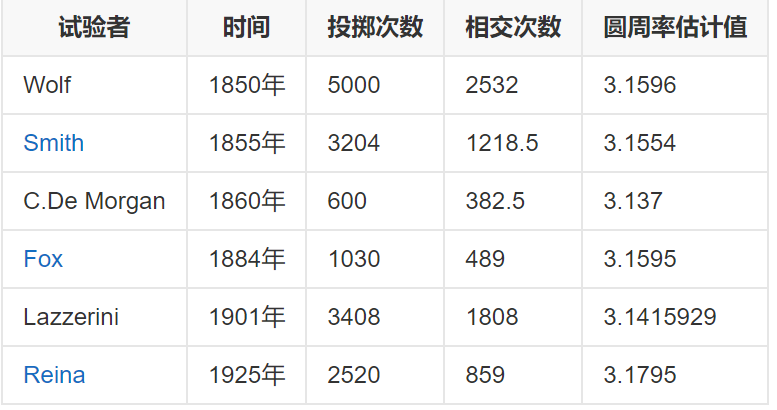 试验者 时间 投掷次数 相交次数 圆周率估计值
Wolf 1850年 5000 2532 3.1596
Smith 1855年 3204 1218.5 3.1554
C.De Morgan 1860年 600 382.5 3.137
Fox 1884年 1030 489 3.1595
Lazzerini 1901年 3408 1808 3.1415929
Reina 1925年 2520 859 3.1795